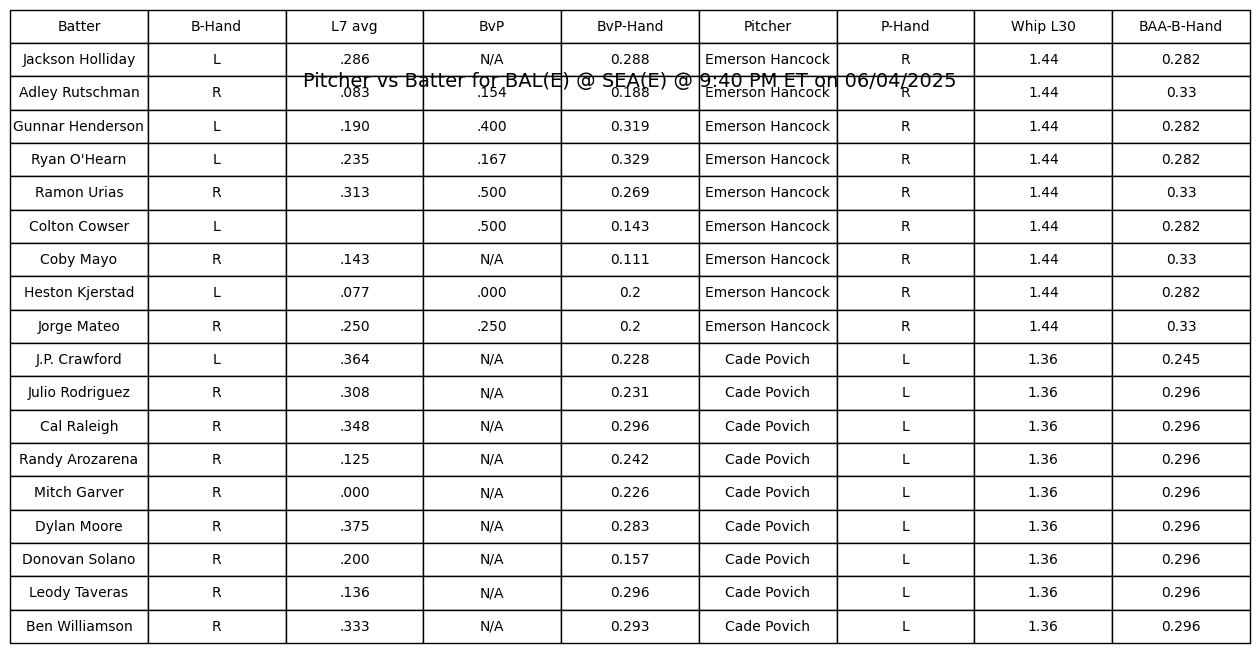 Batter B-Hand L7 avg BvP BvP-Hand Pitcher P-Hand Whip L30 BAA-B-Hand
Jackson Holliday L .286 N/A 0.288 Emerson Hancock R 1.44 0.282
Pitcher vs Batter for BAL(E) @ SEA(E) @ 9:40 PM ET on 06/04/2025
Adley Rutschman R .083 .154 0.188 Emerson Hancock R 1.44 0.33
Gunnar Henderson L .190 .400 0.319 Emerson Hancock R 1.44 0.282
Ryan O'Hearn L .235 .167 0.329 Emerson Hancock R 1.44 0.282
Ramon Urias R .313 .500 0.269 Emerson Hancock R 1.44 0.33
Colton Cowser L .500 0.143 Emerson Hancock R 1.44 0.282
Coby Mayo R .143 N/A 0.111 Emerson Hancock R 1.44 0.33
Heston Kjerstad L .077 .000 0.2 Emerson Hancock R 1.44 0.282
Jorge Mateo R .250 .250 0.2 Emerson Hancock R 1.44 0.33
J.P. Crawford L .364 N/A 0.228 Cade Povich L 1.36 0.245
Julio Rodriguez R .308 N/A 0.231 Cade Povich L 1.36 0.296
Cal Raleigh R .348 N/A 0.296 Cade Povich L 1.36 0.296
Randy Arozarena R .125 N/A 0.242 Cade Povich L 1.36 0.296
Mitch Garver R .000 N/A 0.226 Cade Povich L 1.36 0.296
Dylan Moore R .375 N/A 0.283 Cade Povich L 1.36 0.296
Donovan Solano R .200 N/A 0.157 Cade Povich L 1.36 0.296
Leody Taveras R .136 N/A 0.296 Cade Povich L 1.36 0.296
Ben Williamson R .333 N/A 0.293 Cade Povich L 1.36 0.296